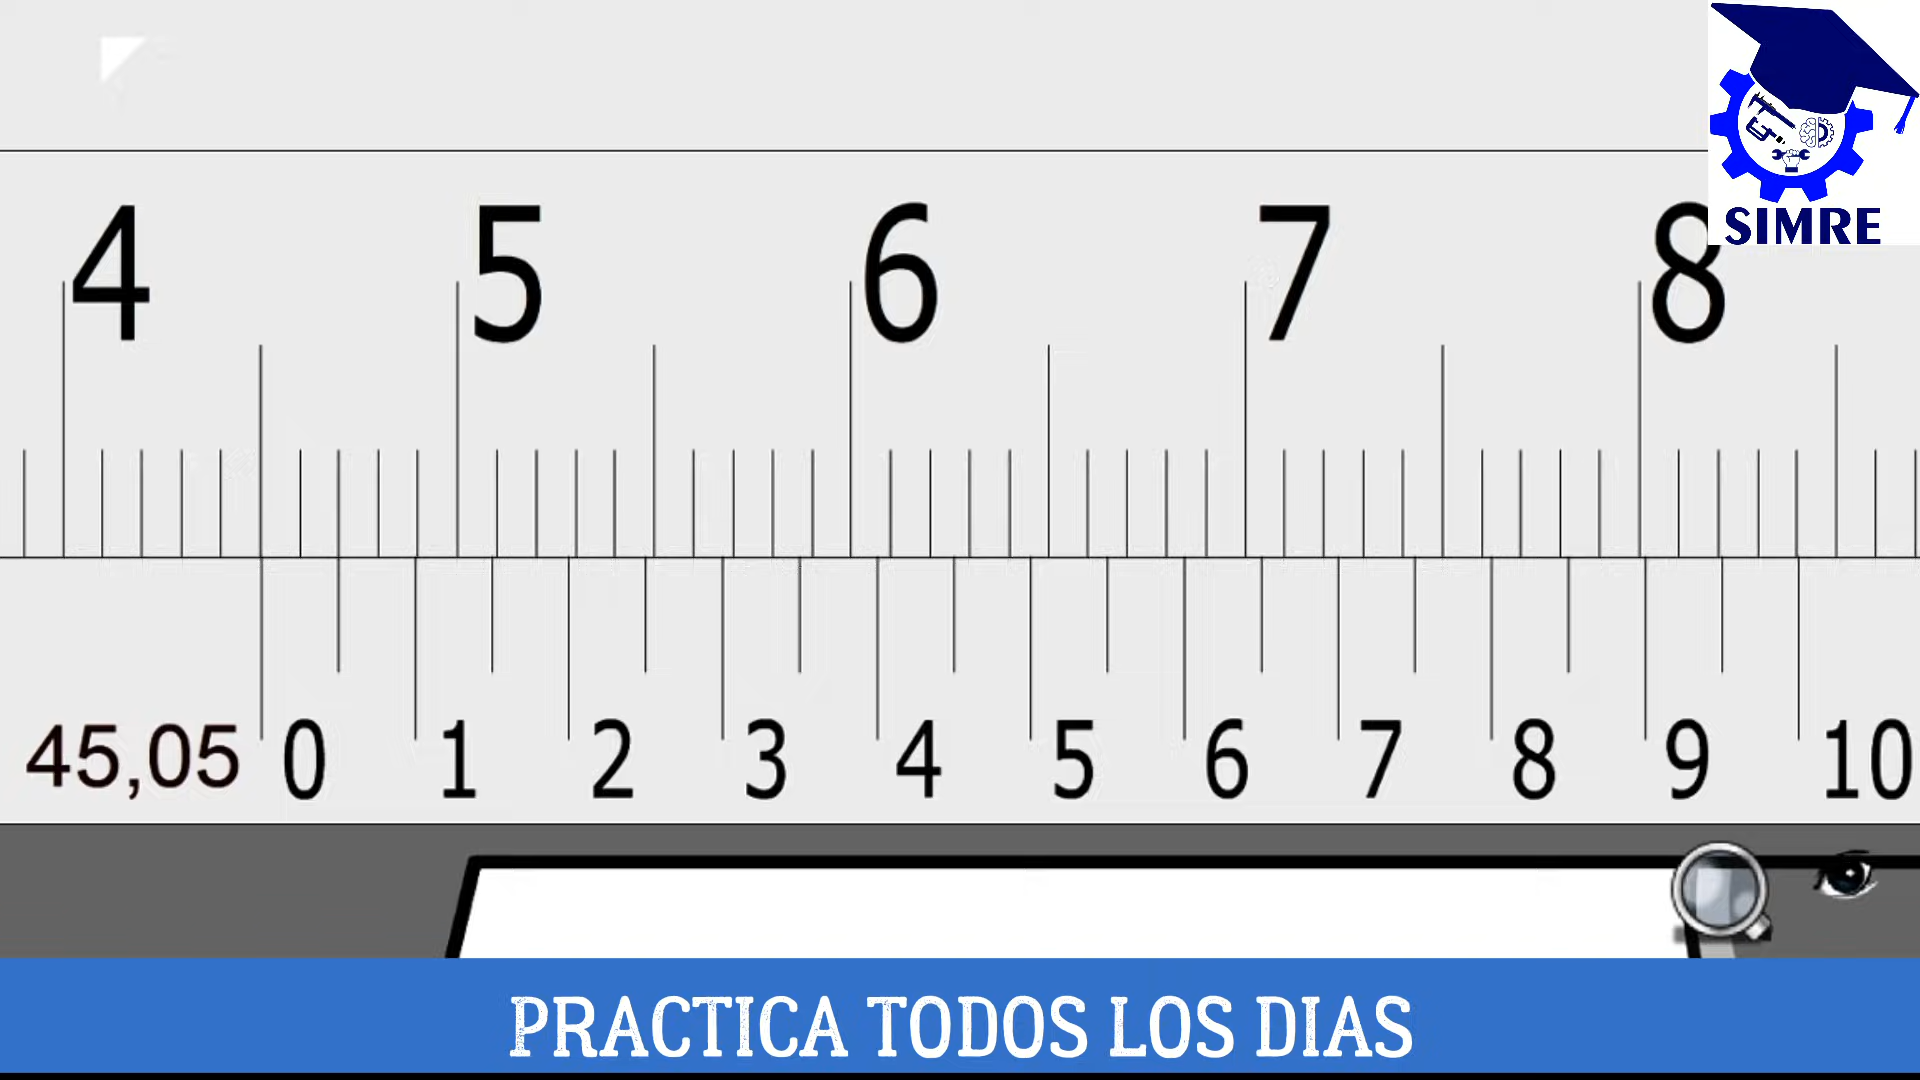 SIMRE
4 5 6 7 8
45,05 0 1 2 3 4 5 6 7 8 9 10
PRACTICA TODOS LOS DIAS